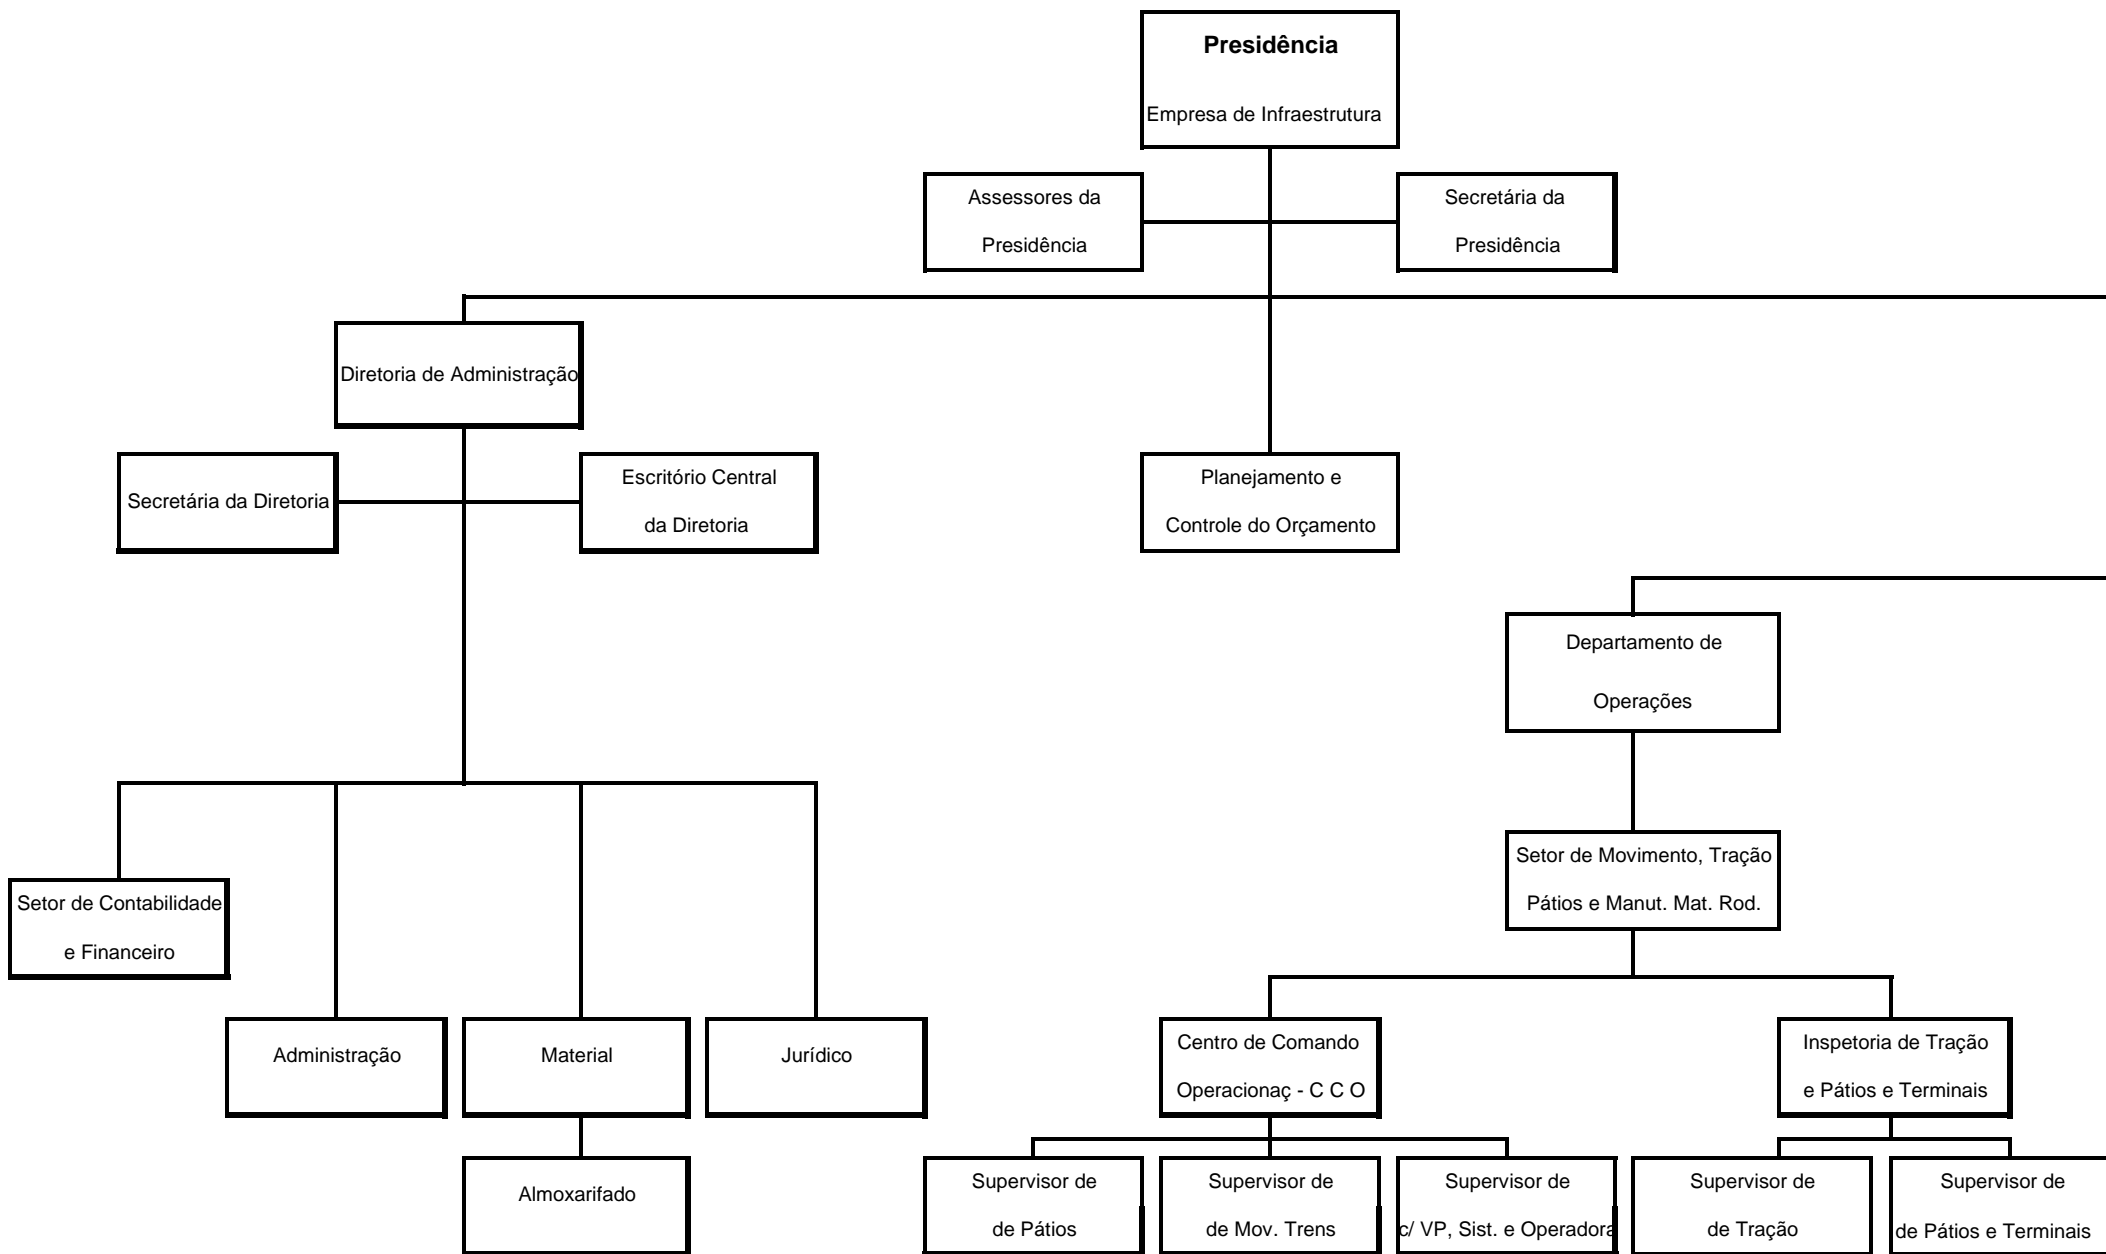 Presidência
Empresa de Infraestrutura
Assessores da
Presidência
Secretária da
Presidência
Diretoria de Administração
Secretária da Diretoria
Escritório Central
da Diretoria
Planejamento e
Controle do Orçamento
Departamento de
Operações
Setor de Movimento, Tração
Pátios e Manut. Mat. Rod.
Setor de Contabilidade
e Financeiro
Administração
Material
Jurídico
Centro de Comando
Operacionaç - C C O
Inspetoria de Tração
e Pátios e Terminais
Almoxarifado
Supervisor de
de Pátios
Supervisor de
de Mov. Trens
Supervisor de
c/ VP, Sist. e Operadora
Supervisor de
de Tração
Supervisor de
de Pátios e Terminais